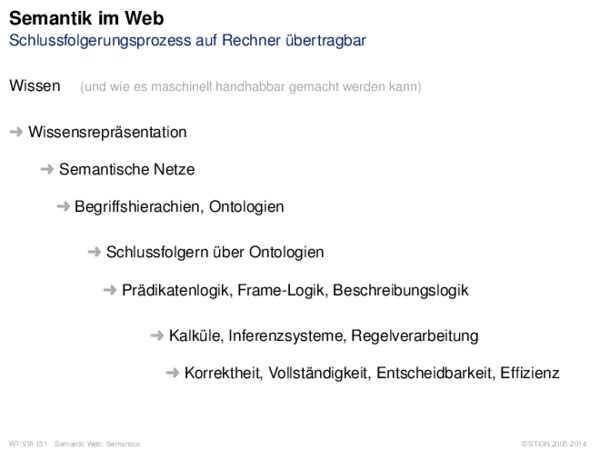 Semantik im Web
Schlussfolgerungsprozess auf Rechner übertragbar
Wissen (und wie es maschinell handhabbar gemacht werden kann)
➜ Wissensrepräsentation
➜ Semantische Netze
➜ Begriffshierachien, Ontologien
➜ Schlussfolgern über Ontologien
➜ Prädikatenlogik, Frame-Logik, Beschreibungslogik
➜ Kalküle, Inferenzsysteme, Regelverarbeitung
➜ Korrektheit, Vollständigkeit, Entscheidbarkeit, Effizienz
WT:VIII-151 Semantic Web: Semantics © STEIN 2005-2014